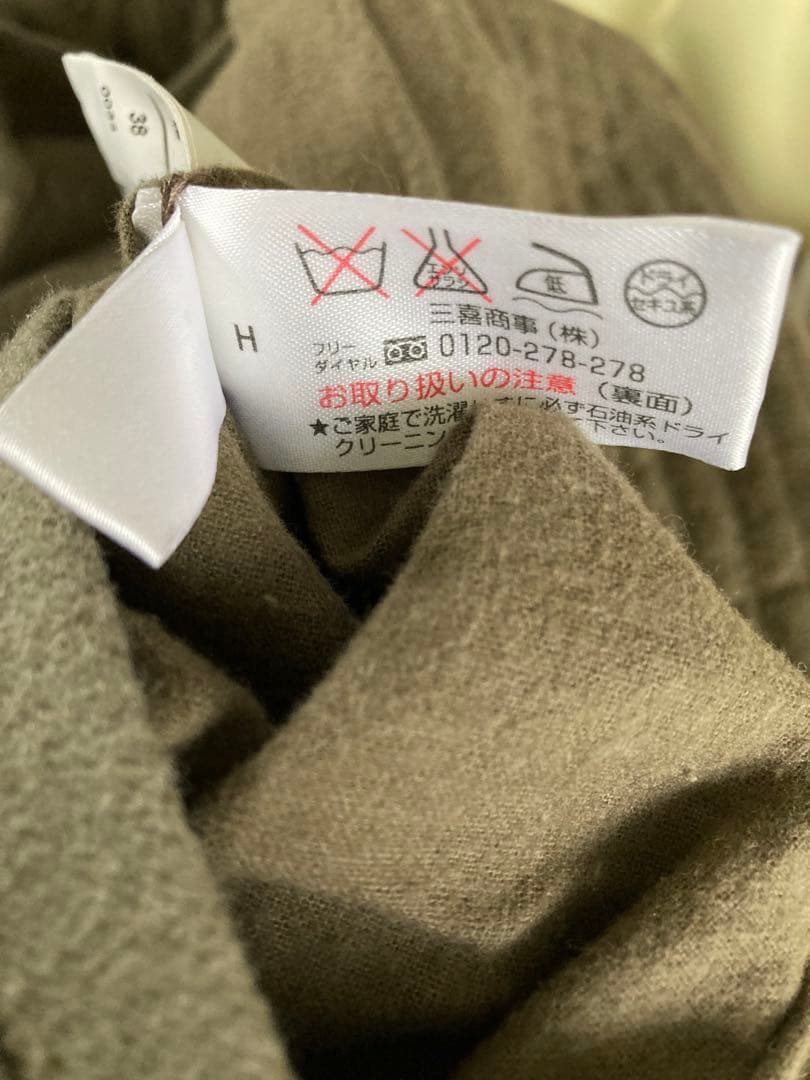 38
エンソ
サラシ
低
ドライ
セキユ系
三喜商事(株)
H
フリー
ダイヤル 0120-278-278
お取り扱いの注意(裏面)
★ご家庭で洗濯 ずに必ず石油系ドライ
クリーニン 下さい。